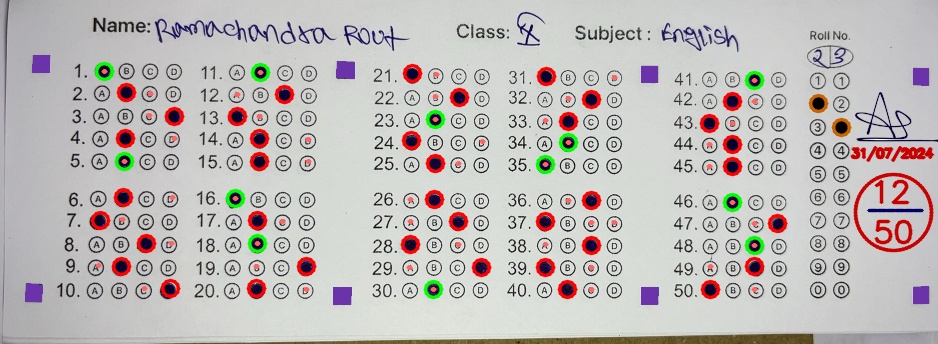 Name: Ramachandra Rout Class: X Subject : English
Roll No.
2 3
1. B C D
2. A C D
3. A B C
4. A C D
5. A C D
6. A C D
7. B C D
8. A B D
9. A C D
10. A B C
11. A C D
12. A B D
13. B C D
14. A C D
15. A C D
16. B C D
17. A C D
18. A C D
19. A B C
20. A C D
21. B C D
22. A B D
23. A C D
24. B C D
25. A C D
26. A C D
27. A B D
28. B C D
29. A B C
30. A C D
31. B C D
32. A B D
33. A C D
34. A C D
35. B C D
36. A B D
37. B C D
38. A B D
39. B C D
40. A C D
41. A B D
42. A C D
43. B C D
44. A C D
45. A C D
46. A C D
47. A B C
48. A B D
49. A B D
50. B C D
1 1
2
3
4 4
5 5
6 6
7 7
8 8
9 9
0 0
31/07/2024
12
50